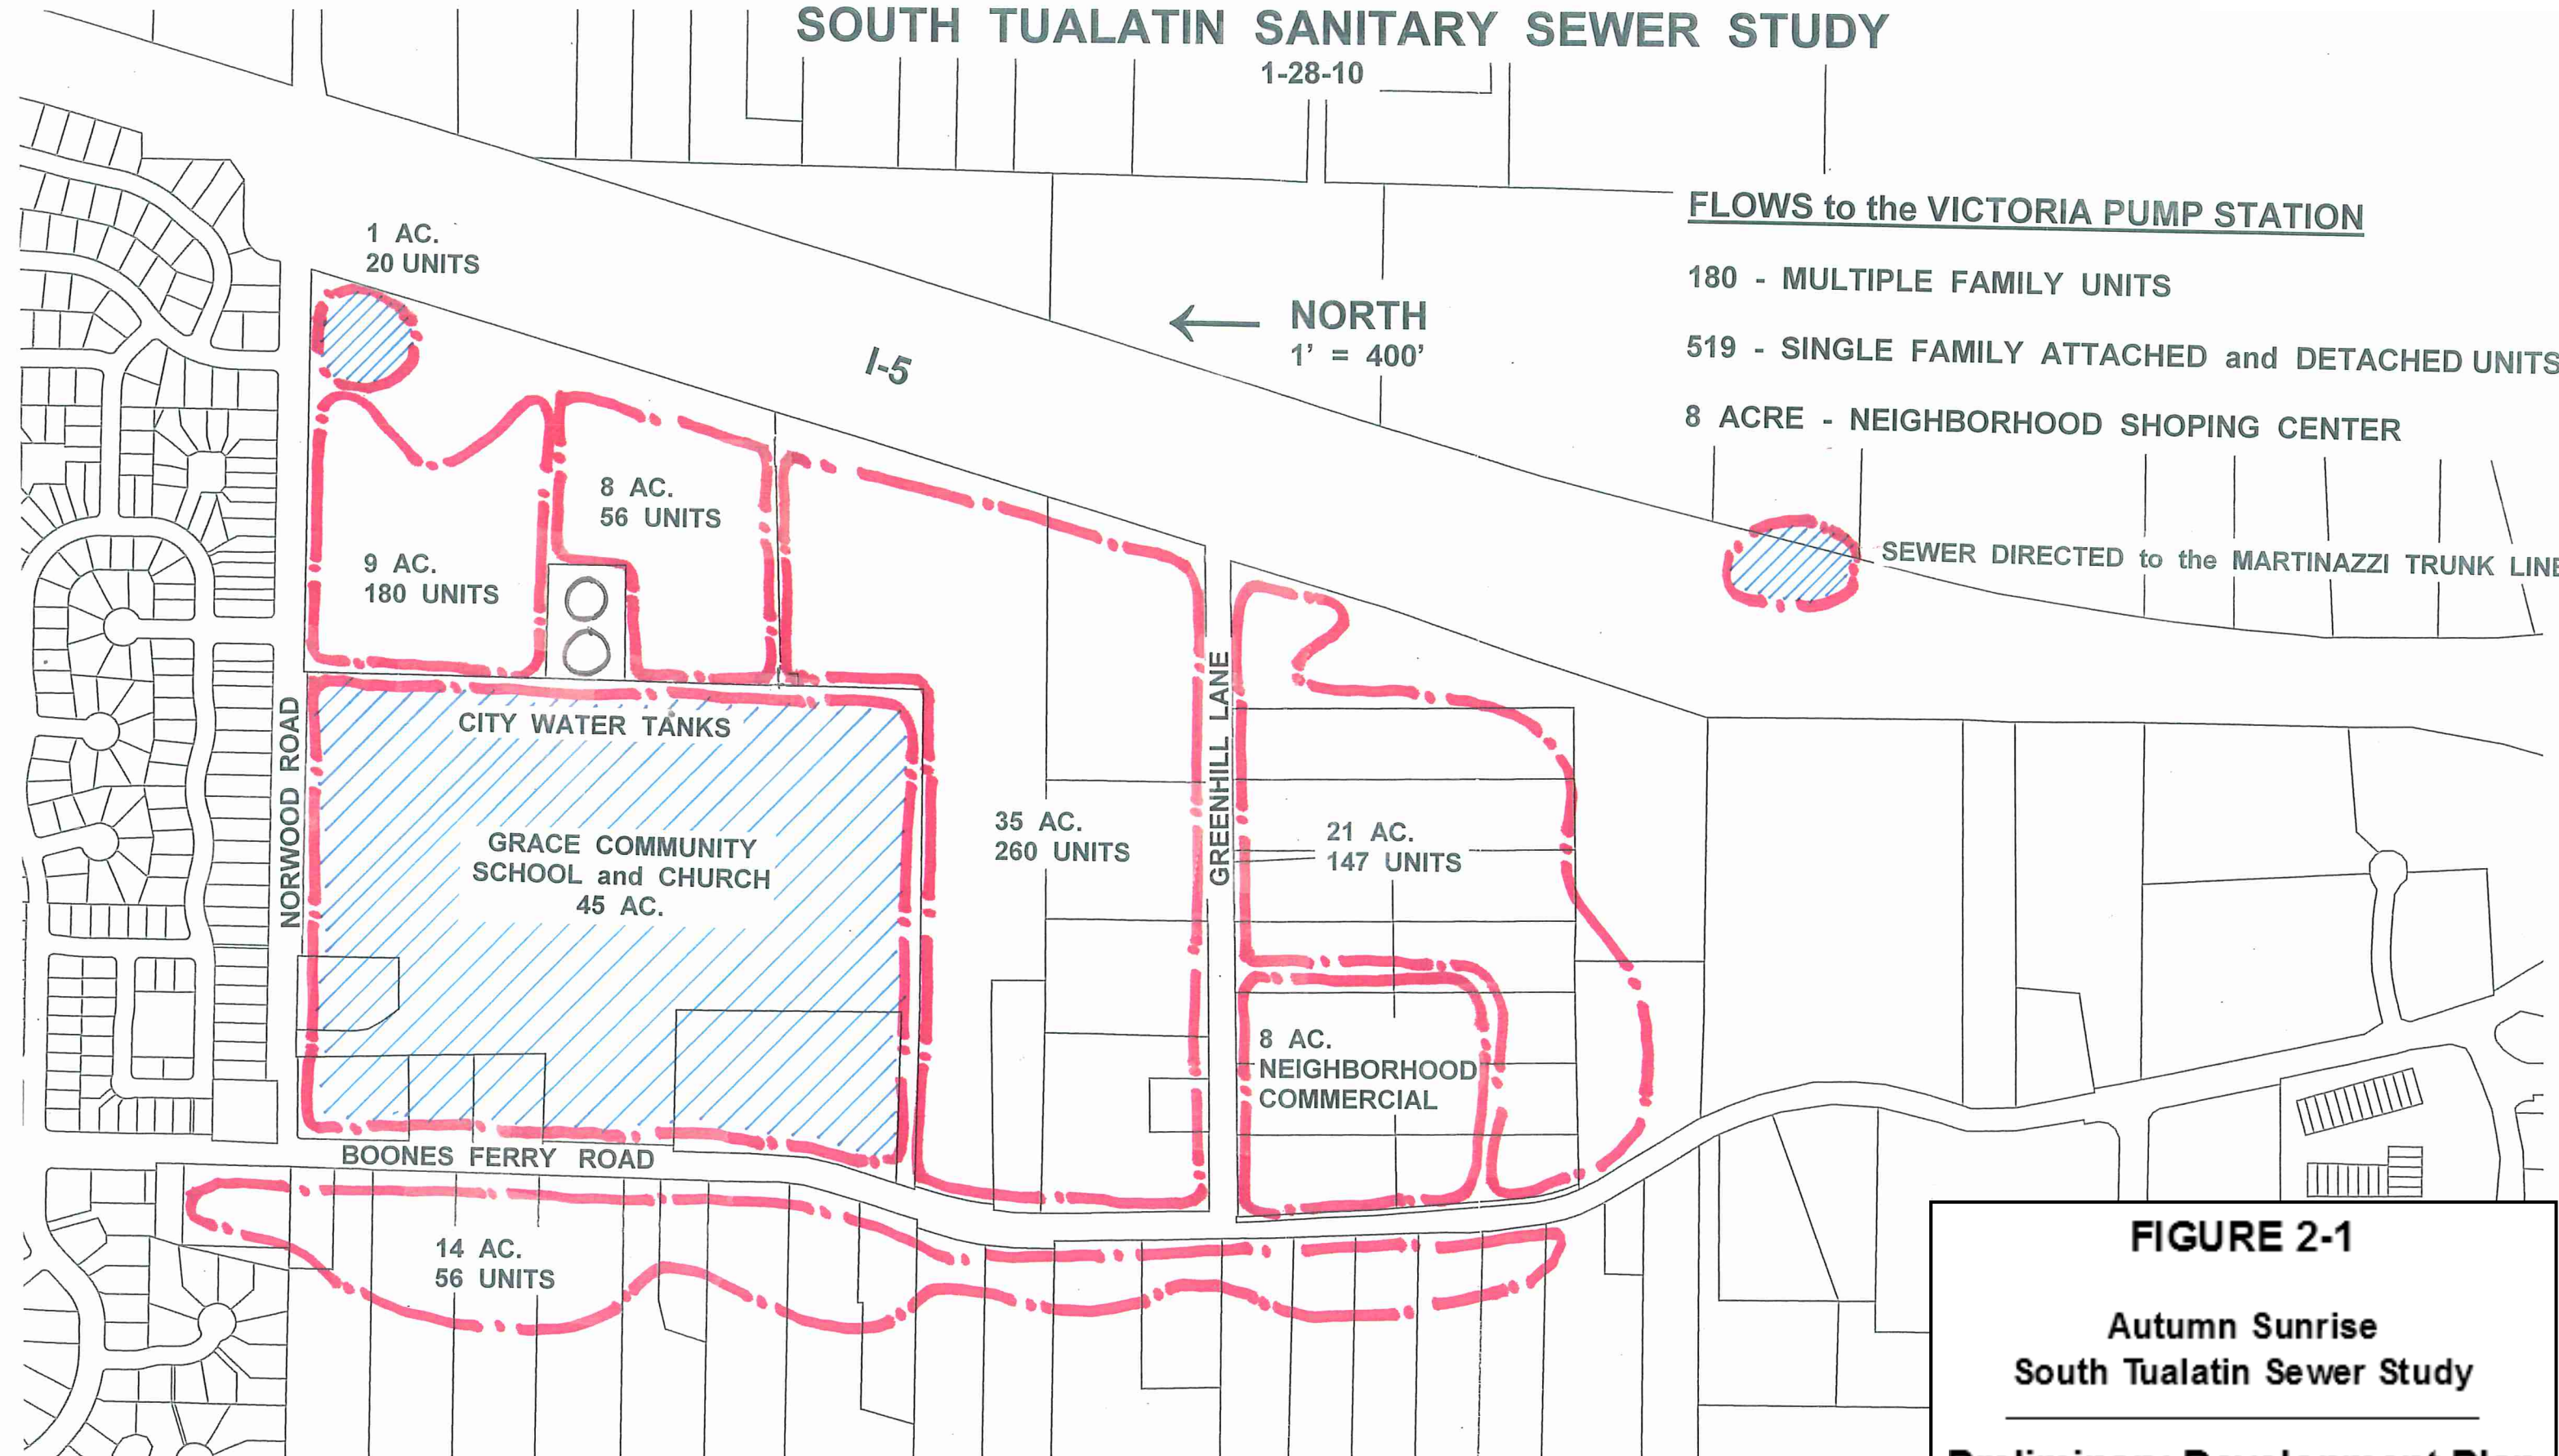 SOUTH TUALATIN SANITARY SEWER STUDY
1-28-10
FLOWS to the VICTORIA PUMP STATION
180 - MULTIPLE FAMILY UNITS
519 - SINGLE FAMILY ATTACHED and DETACHED UNITS
8 ACRE - NEIGHBORHOOD SHOPING CENTER
SEWER DIRECTED to the MARTINAZZI TRUNK LINE
NORTH
1' = 400'
I-5
1 AC.
20 UNITS
8 AC.
56 UNITS
9 AC.
180 UNITS
CITY WATER TANKS
NORWOOD ROAD
GRACE COMMUNITY
SCHOOL and CHURCH
45 AC.
35 AC.
260 UNITS
GREENHILL LANE
21 AC.
147 UNITS
8 AC.
NEIGHBORHOOD
COMMERCIAL
BOONES FERRY ROAD
14 AC.
56 UNITS
FIGURE 2-1
Autumn Sunrise
South Tualatin Sewer Study
Preliminary Development Plan